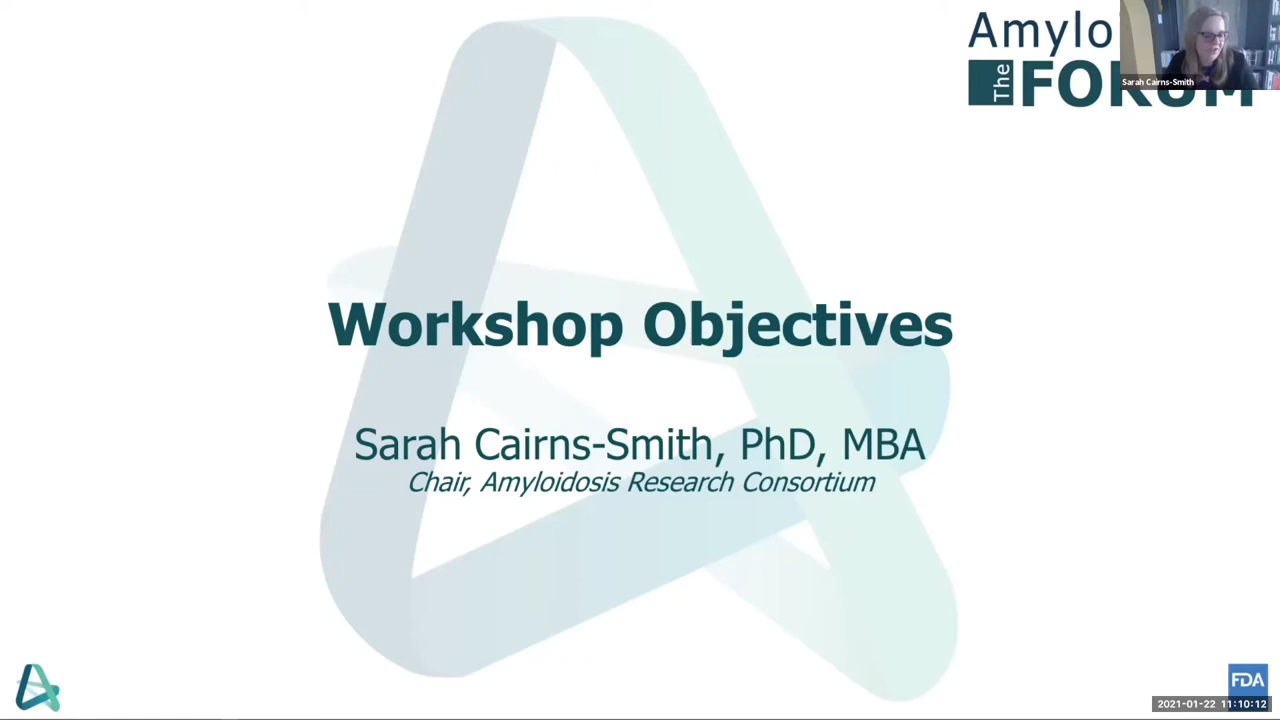 Amylo
The
FORUM
Sarah Cairns-Smith
Workshop Objectives
Sarah Cairns-Smith, PhD, MBA
Chair, Amyloidosis Research Consortium
FDA
2021-01-22 11:10:12